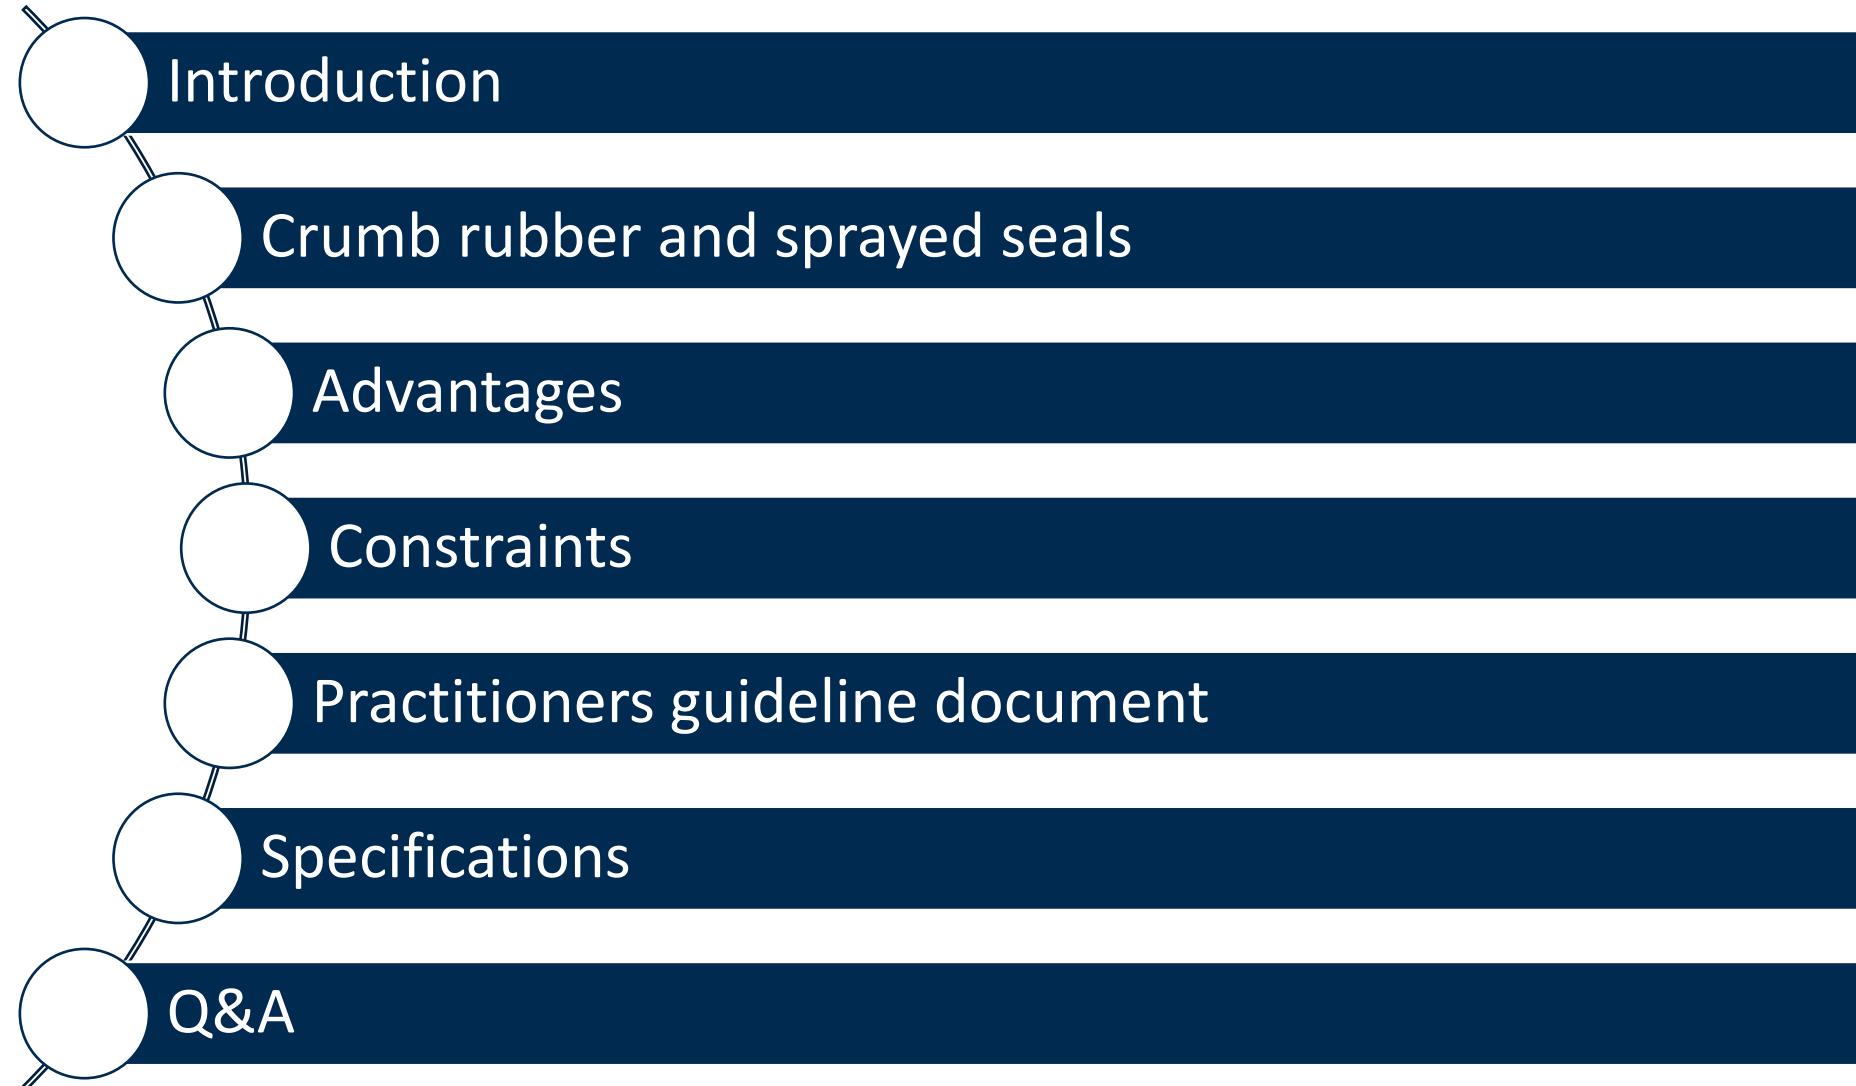 Introduction
Crumb rubber and sprayed seals
Advantages
Constraints
Practitioners guideline document
Specifications
Q&A